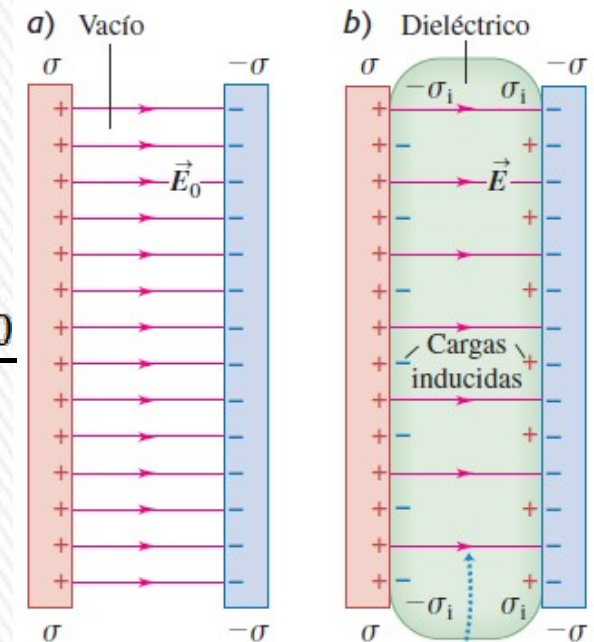 a) Vacío
σ −σ
E⃗₀
σ −σ
b) Dieléctrico
σ −σ
−σᵢ σᵢ
E⃗
Cargas
inducidas
−σᵢ σᵢ
σ −σ